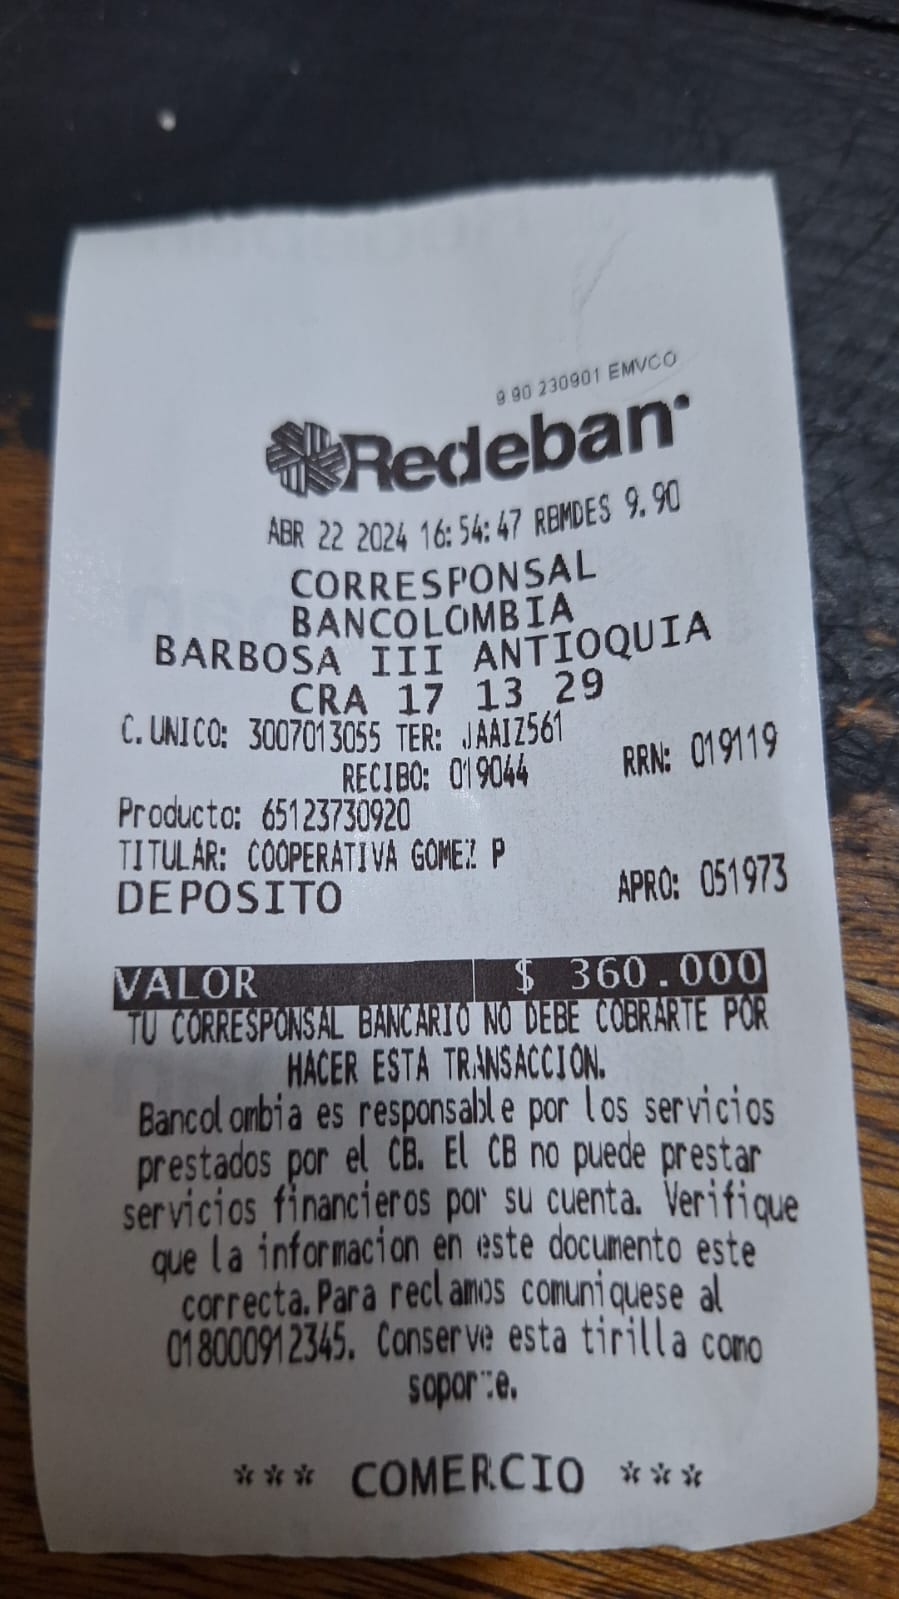 9 90 230901 EMVCO
Redeban
ABR 22 2024 16:54:47 RBMDES 9.90
CORRESPONSAL
BANCOLOMBIA
BARBOSA III ANTIOQUIA
CRA 17 13 29
C. UNICO: 3007013055 TER: JAAIZ561
RECIBO: 019044 RRN: 019119
Producto: 65123730920
TITULAR: COOPERATIVA GOMEZ P
DEPOSITO APRO: 051973
VALOR $ 360.000
TU CORRESPONSAL BANCARIO NO DEBE COBRARTE POR
HACER ESTA TRANSACCION.
Bancolombia es responsable por los servicios
prestados por el CB. El CB no puede prestar
servicios financieros por su cuenta. Verifique
que la informacion en este documento este
correcta. Para reclamos comuniquese al
018000912345. Conserve esta tirilla como
soporte.
*** COMERCIO ***